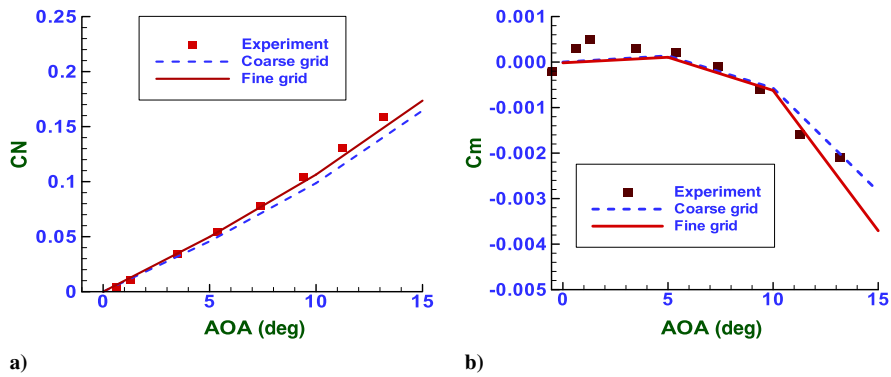 0.25
0.2
0.15
0.1
0.05
0
CN
0
5
10
15
AOA (deg)
Experiment
Coarse grid
Fine grid
a)
0.001
0.000
-0.001
-0.002
-0.003
-0.004
-0.005
Cm
0
5
10
15
AOA (deg)
Experiment
Coarse grid
Fine grid
b)